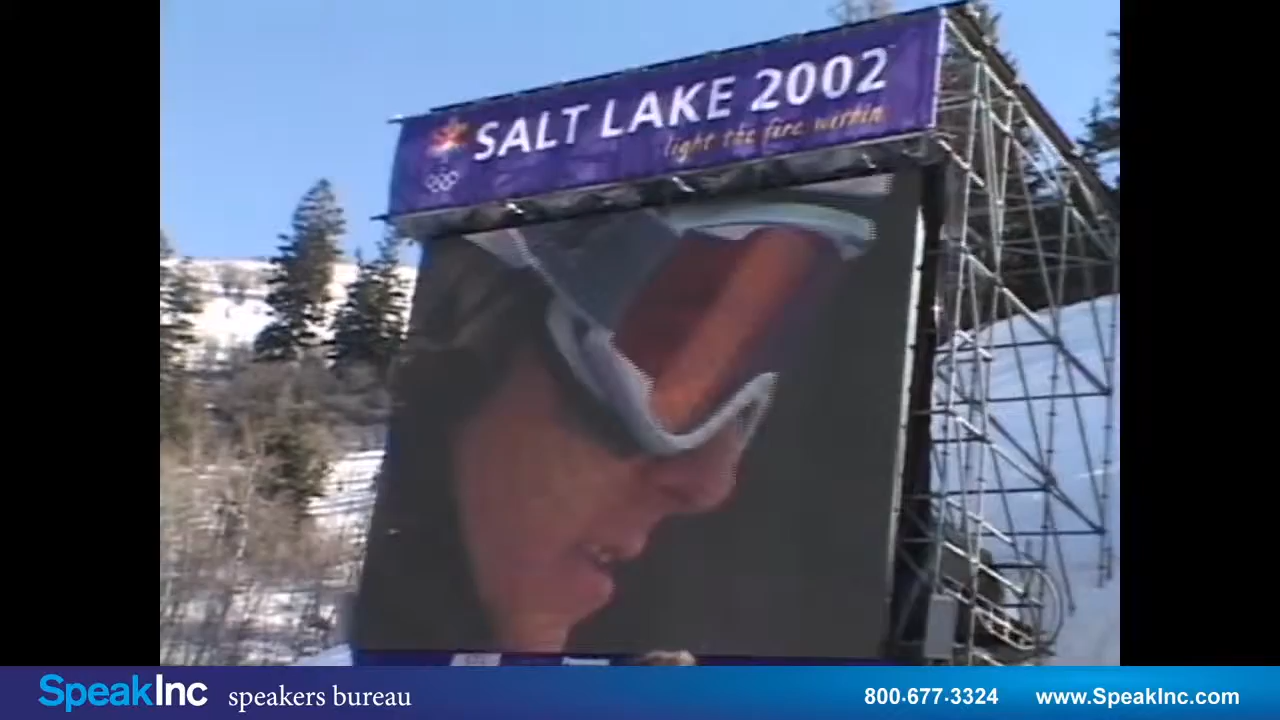 SALT LAKE 2002
light the fire within
SpeakInc speakers bureau
800-677-3324
www.SpeakInc.com